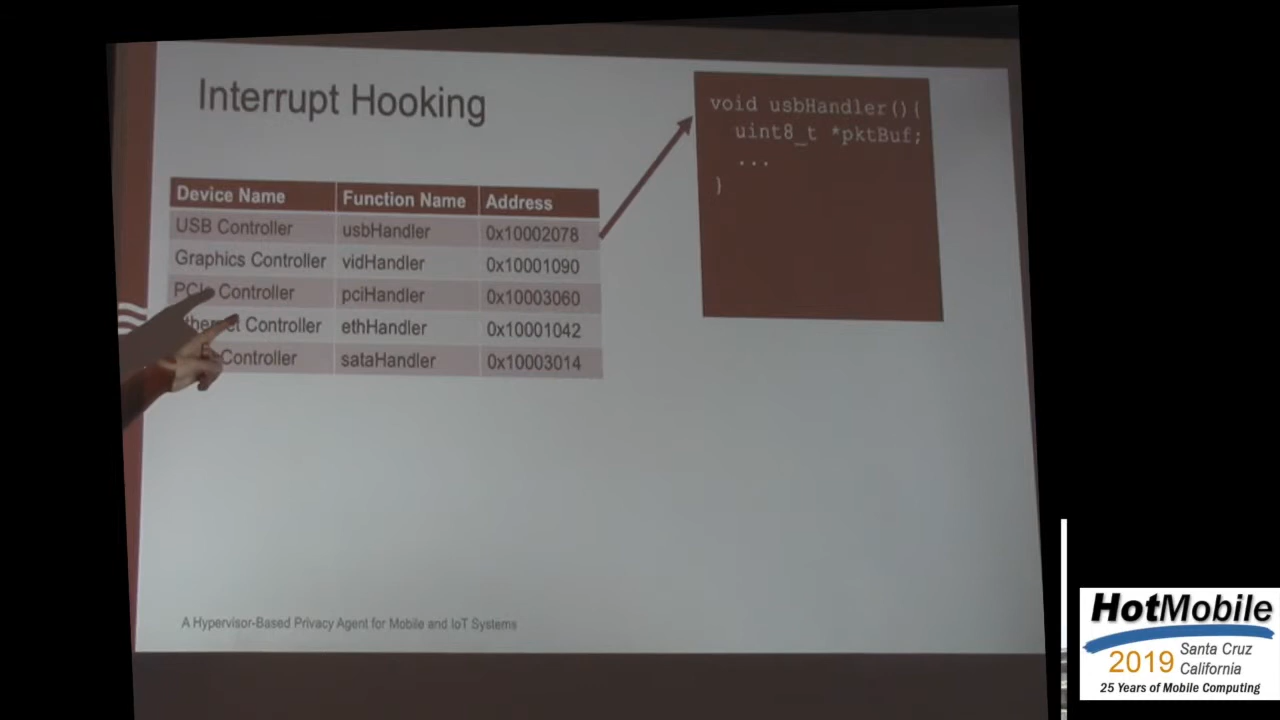 Interrupt Hooking
void usbHandler(){
uint8_t *pktBuf;
...
}
Device Name Function Name Address
USB Controller usbHandler 0x10002078
Graphics Controller vidHandler 0x10001090
Controller pciHandler 0x10003060
Controller ethHandler 0x10001042
Controller sataHandler 0x10003014
A Hypervisor-Based Privacy Agent for Mobile and IoT Systems
HotMobile
2019 Santa Cruz
California
25 Years of Mobile Computing